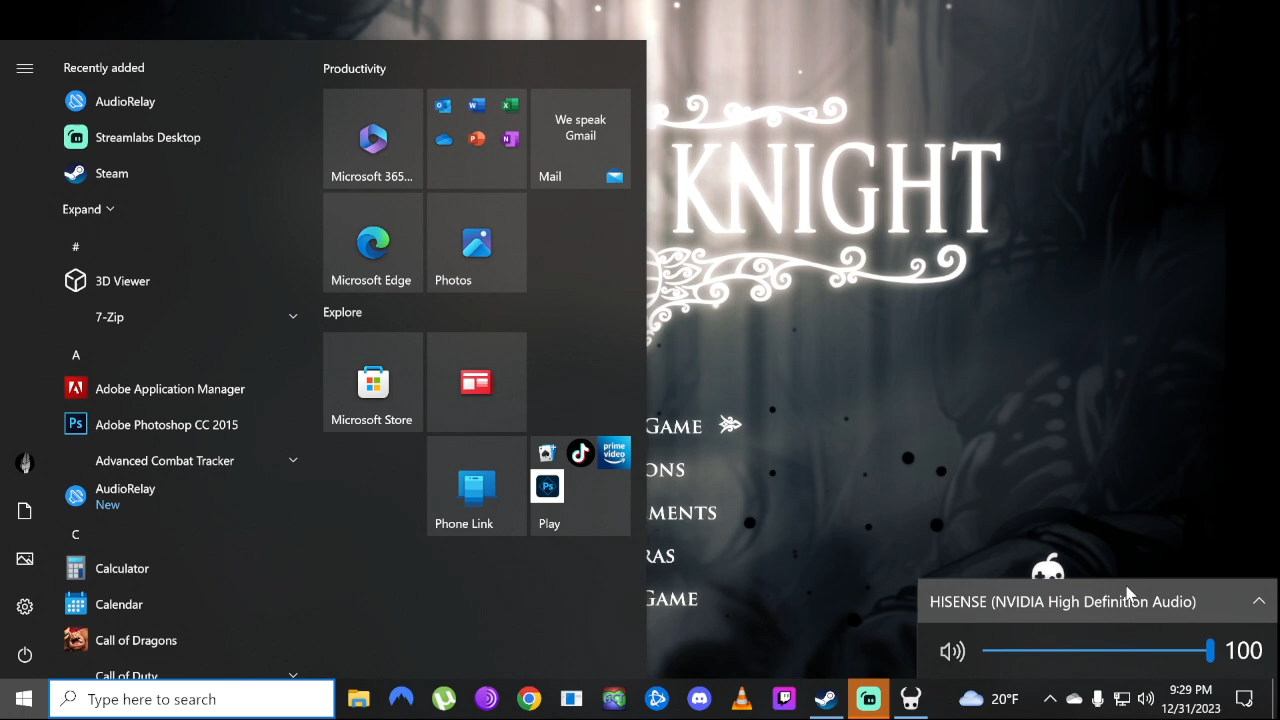 Recently added
AudioRelay
Streamlabs Desktop
Steam
Expand
#
3D Viewer
7-Zip
A
Adobe Application Manager
Adobe Photoshop CC 2015
Advanced Combat Tracker
AudioRelay
New
C
Calculator
Calendar
Call of Dragons
Call of Duty
Productivity
Microsoft 365...
We speak
Gmail
Mail
Microsoft Edge
Photos
Explore
Microsoft Store
Phone Link
prime
video
Ps
Play
KNIGHT
GAME
ONS
MENTS
RAS
GAME
HISENSE (NVIDIA High Definition Audio)
100
Type here to search
20°F
9:29 PM
12/31/2023